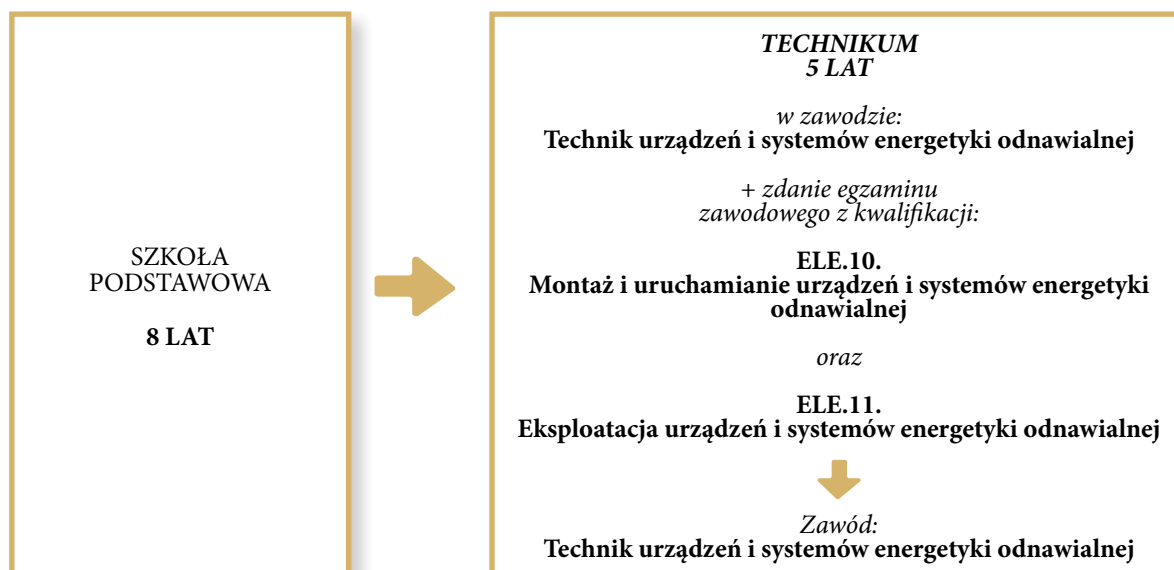 SZKOŁA
PODSTAWOWA
8 LAT
TECHNIKUM
5 LAT
w zawodzie:
Technik urządzeń i systemów energetyki odnawialnej
+ zdanie egzaminu
zawodowego z kwalifikacji:
ELE.10.
Montaż i uruchamianie urządzeń i systemów energetyki
odnawialnej
oraz
ELE.11.
Eksploatacja urządzeń i systemów energetyki odnawialnej
Zawód:
Technik urządzeń i systemów energetyki odnawialnej